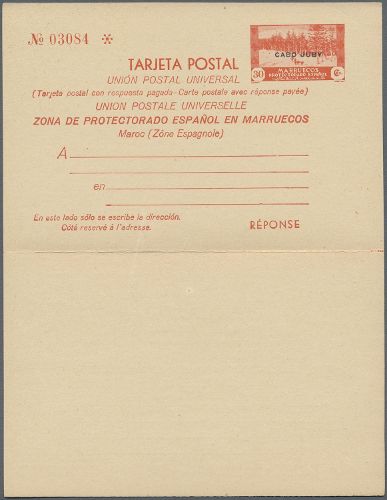 Nº 03084 *
CABO JUBY
MARRUECOS
PROTECTORADO ESPAÑOL
30 Cs.
TARJETA POSTAL
UNIÓN POSTAL UNIVERSAL
(Tarjeta postal con respuesta pagada-Carte postale avec réponse payée)
UNION POSTALE UNIVERSELLE
ZONA DE PROTECTORADO ESPAÑOL EN MARRUECOS
Maroc (Zône Espagnole)
A
en
En este lado sólo se escribe la dirección.
Côté reservé á l'adresse.
RÉPONSE